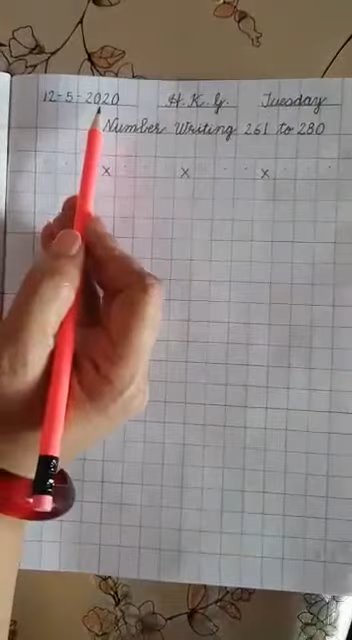 12-5-2020 H.K.G Tuesday
Number Writing 261 to 280
x x x